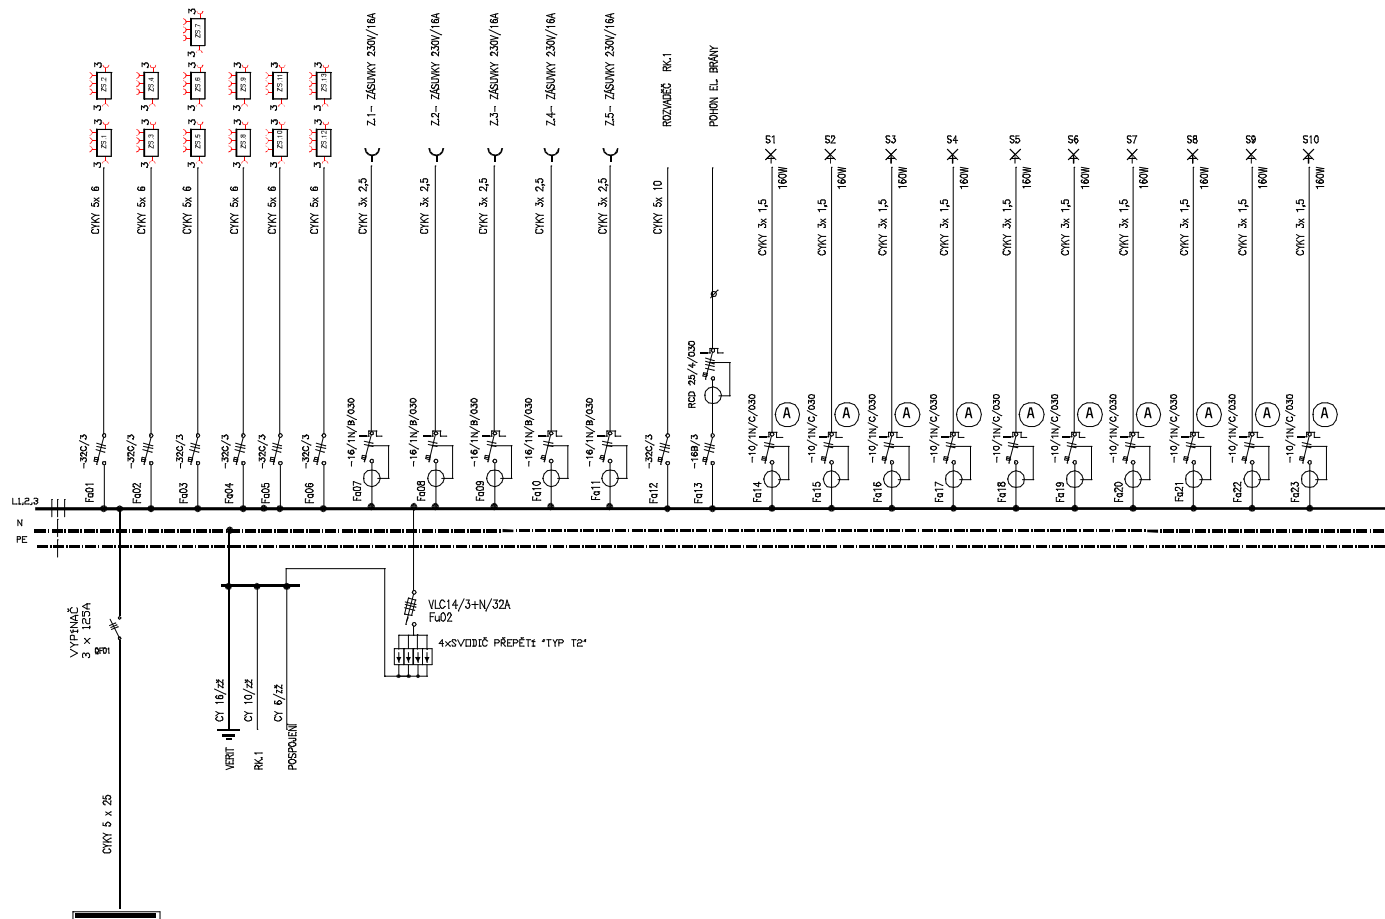 ZS.7
3
3
ZS.2
3
3
ZS.4
3
3
ZS.6
3
3
ZS.9
3
3
ZS.11
3
3
ZS.13
3
3
ZS.1
3
3
ZS.3
3
3
ZS.5
3
3
ZS.8
3
3
ZS.10
3
3
ZS.12
3
3
Z.1- ZÁSUVKY 230V/16A
Z.2- ZÁSUVKY 230V/16A
Z.3- ZÁSUVKY 230V/16A
Z.4- ZÁSUVKY 230V/16A
Z.5- ZÁSUVKY 230V/16A
ROZVADĚČ RK.1
POHON EL. BRÁNY
S1
S2
S3
S4
S5
S6
S7
S8
S9
S10
160W
160W
160W
160W
160W
160W
160W
160W
160W
160W
CYKY 5x 6
CYKY 5x 6
CYKY 5x 6
CYKY 5x 6
CYKY 5x 6
CYKY 5x 6
CYKY 3x 2,5
CYKY 3x 2,5
CYKY 3x 2,5
CYKY 3x 2,5
CYKY 3x 2,5
CYKY 5x 10
CYKY 3x 1,5
CYKY 3x 1,5
CYKY 3x 1,5
CYKY 3x 1,5
CYKY 3x 1,5
CYKY 3x 1,5
CYKY 3x 1,5
CYKY 3x 1,5
CYKY 3x 1,5
CYKY 3x 1,5
RCD 25/4/030
A
A
A
A
A
A
A
A
A
A
-32C/3
-32C/3
-32C/3
-32C/3
-32C/3
-32C/3
-16/1N/B/030
-16/1N/B/030
-16/1N/B/030
-16/1N/B/030
-16/1N/B/030
-32C/3
-16B/3
-10/1N/C/030
-10/1N/C/030
-10/1N/C/030
-10/1N/C/030
-10/1N/C/030
-10/1N/C/030
-10/1N/C/030
-10/1N/C/030
-10/1N/C/030
-10/1N/C/030
Fa01
Fa02
Fa03
Fa04
Fa05
Fa06
Fa07
Fa08
Fa09
Fa10
Fa11
Fa12
Fa13
Fa14
Fa15
Fa16
Fa17
Fa18
Fa19
Fa20
Fa21
Fa22
Fa23
L1,2,3
N
PE
VYPÍNAČ
3 x 125A
QF01
VLC14/3+N/32A
Fu02
4xSVODIČ PŘEPĚTÍ "TYP T2"
CY 16/zž
CY 10/zž
CY 6/zž
VERIT
RK.1
POSPOJENÍ
CYKY 5 x 25